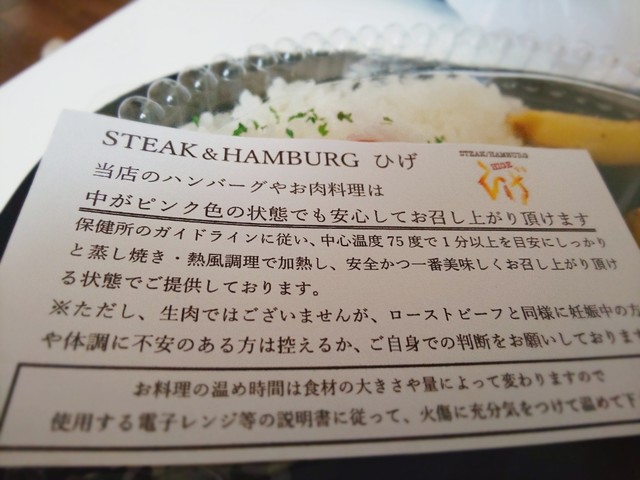 STEAK & HAMBURG ひげ
STEAK/HAMBURG
HIGE
ひげ
当店のハンバーグやお肉料理は
中がピンク色の状態でも安心してお召し上がり頂けます
保健所のガイドラインに従い、中心温度75度で1分以上を目安にしっかり
と蒸し焼き・熱風調理で加熱し、安全かつ一番美味しくお召し上がり頂け
る状態でご提供しております。
※ただし、生肉ではございませんが、ローストビーフと同様に妊娠中の方
や体調に不安のある方は控えるか、ご自身での判断をお願いしております
お料理の温め時間は食材の大きさや量によって変わりますので
使用する電子レンジ等の説明書に従って、火傷に充分気をつけて温めて下